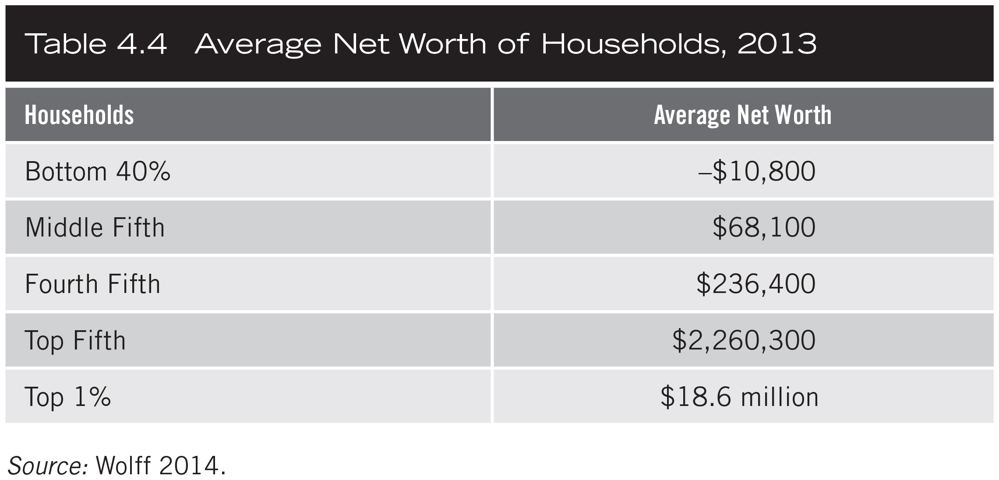 Table 4.4 Average Net Worth of Households, 2013
Households Average Net Worth
Bottom 40% –$10,800
Middle Fifth $68,100
Fourth Fifth $236,400
Top Fifth $2,260,300
Top 1% $18.6 million
Source: Wolff 2014.